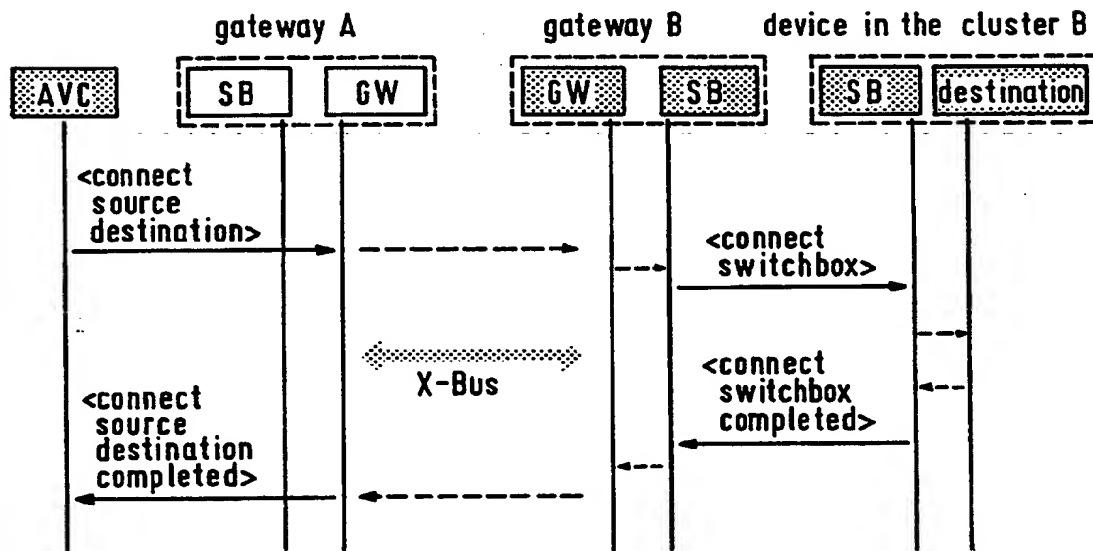 gateway A
gateway B
device in the cluster B
AVC
SB
GW
GW
SB
SB
destination
<connect
source
destination>
<connect
switchbox>
X-Bus
<connect
switchbox
completed>
<connect
source
destination
completed>